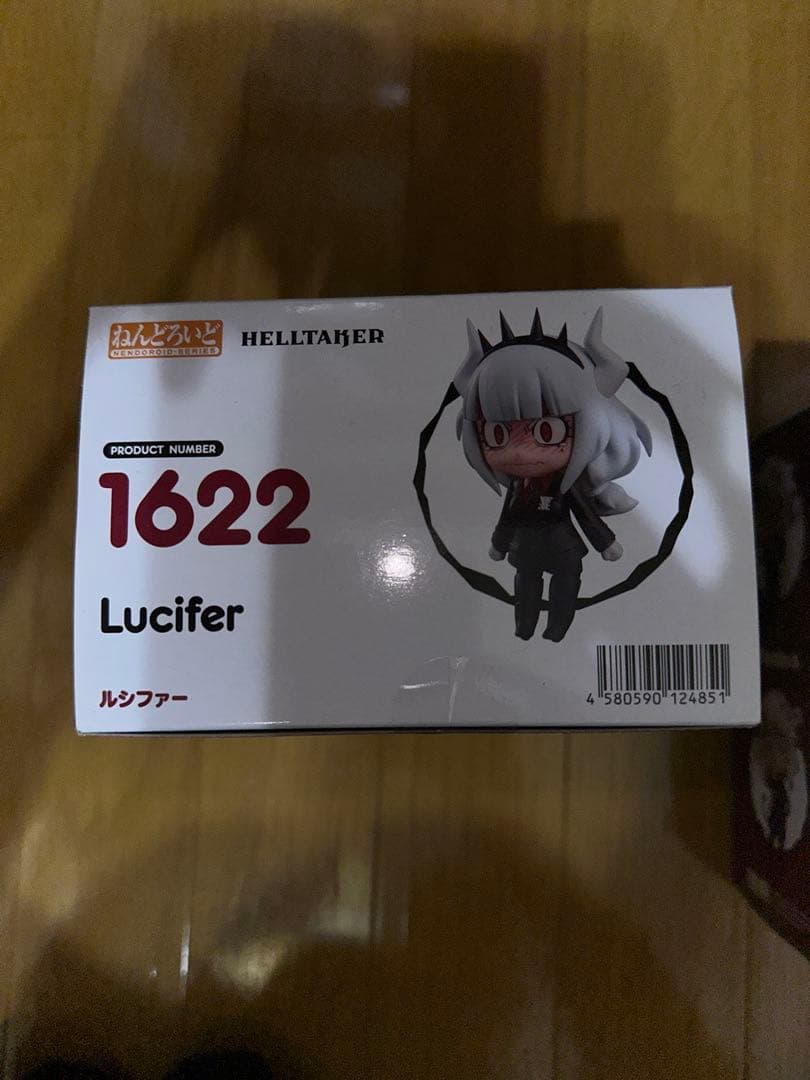 ねんどろいど
NENDOROID-SERIES
HELLTAKER
PRODUCT NUMBER
1622
Lucifer
ルシファー
4 580590 124851